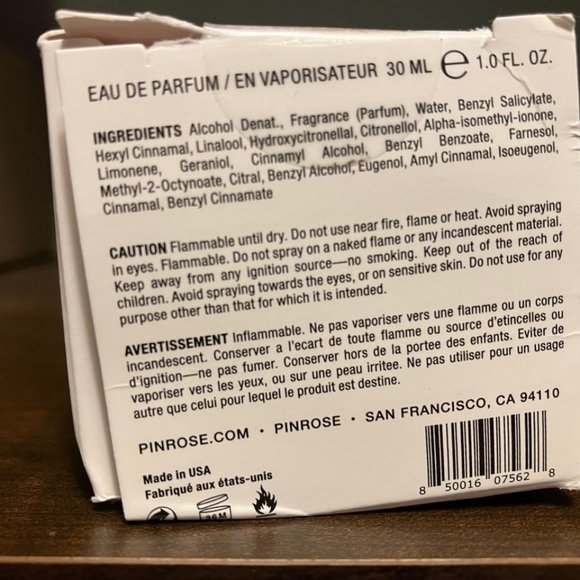 EAU DE PARFUM / EN VAPORISATEUR 30 ML e 1.0 FL. OZ.
INGREDIENTS Alcohol Denat., Fragrance (Parfum), Water, Benzyl Salicylate,
Hexyl Cinnamal, Linalool, Hydroxycitronellal, Citronellol, Alpha-isomethyl-ionone,
Limonene, Geraniol, Cinnamyl Alcohol, Benzyl Benzoate, Farnesol,
Methyl-2-Octynoate, Citral, Benzyl Alcohol, Eugenol, Amyl Cinnamal, Isoeugenol,
Cinnamal, Benzyl Cinnamate
CAUTION Flammable until dry. Do not use near fire, flame or heat. Avoid spraying
in eyes. Flammable. Do not spray on a naked flame or any incandescent material.
Keep away from any ignition source—no smoking. Keep out of the reach of
children. Avoid spraying towards the eyes, or on sensitive skin. Do not use for any
purpose other than that for which it is intended.
AVERTISSEMENT Inflammable. Ne pas vaporiser vers une flamme ou un corps
incandescent. Conserver a l'ecart de toute flamme ou source d'etincelles ou
d'ignition—ne pas fumer. Conserver hors de la portee des enfants. Eviter de
vaporiser vers les yeux, ou sur une peau irritee. Ne pas utiliser pour un usage
autre que celui pour lequel le produit est destine.
PINROSE.COM • PINROSE • SAN FRANCISCO, CA 94110
Made in USA
Fabriqué aux états-unis
36M
8 50016 07562 8